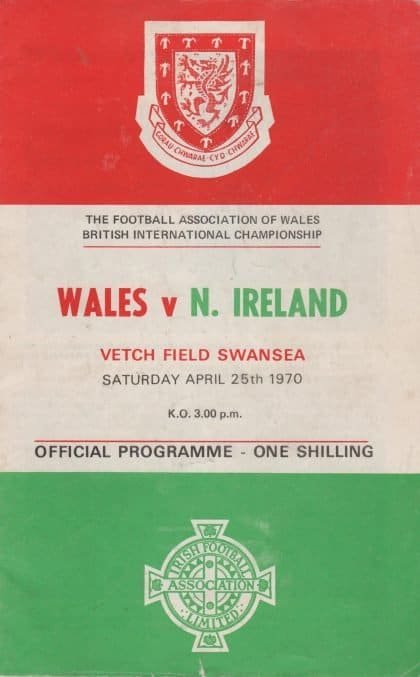 GORAU CHWARAE CYD CHWARAE
THE FOOTBALL ASSOCIATION OF WALES
BRITISH INTERNATIONAL CHAMPIONSHIP
WALES v N. IRELAND
VETCH FIELD SWANSEA
SATURDAY APRIL 25th 1970
K.O. 3.00 p.m.
OFFICIAL PROGRAMME - ONE SHILLING
IRISH FOOTBALL
ASSOCIATION
LIMITED